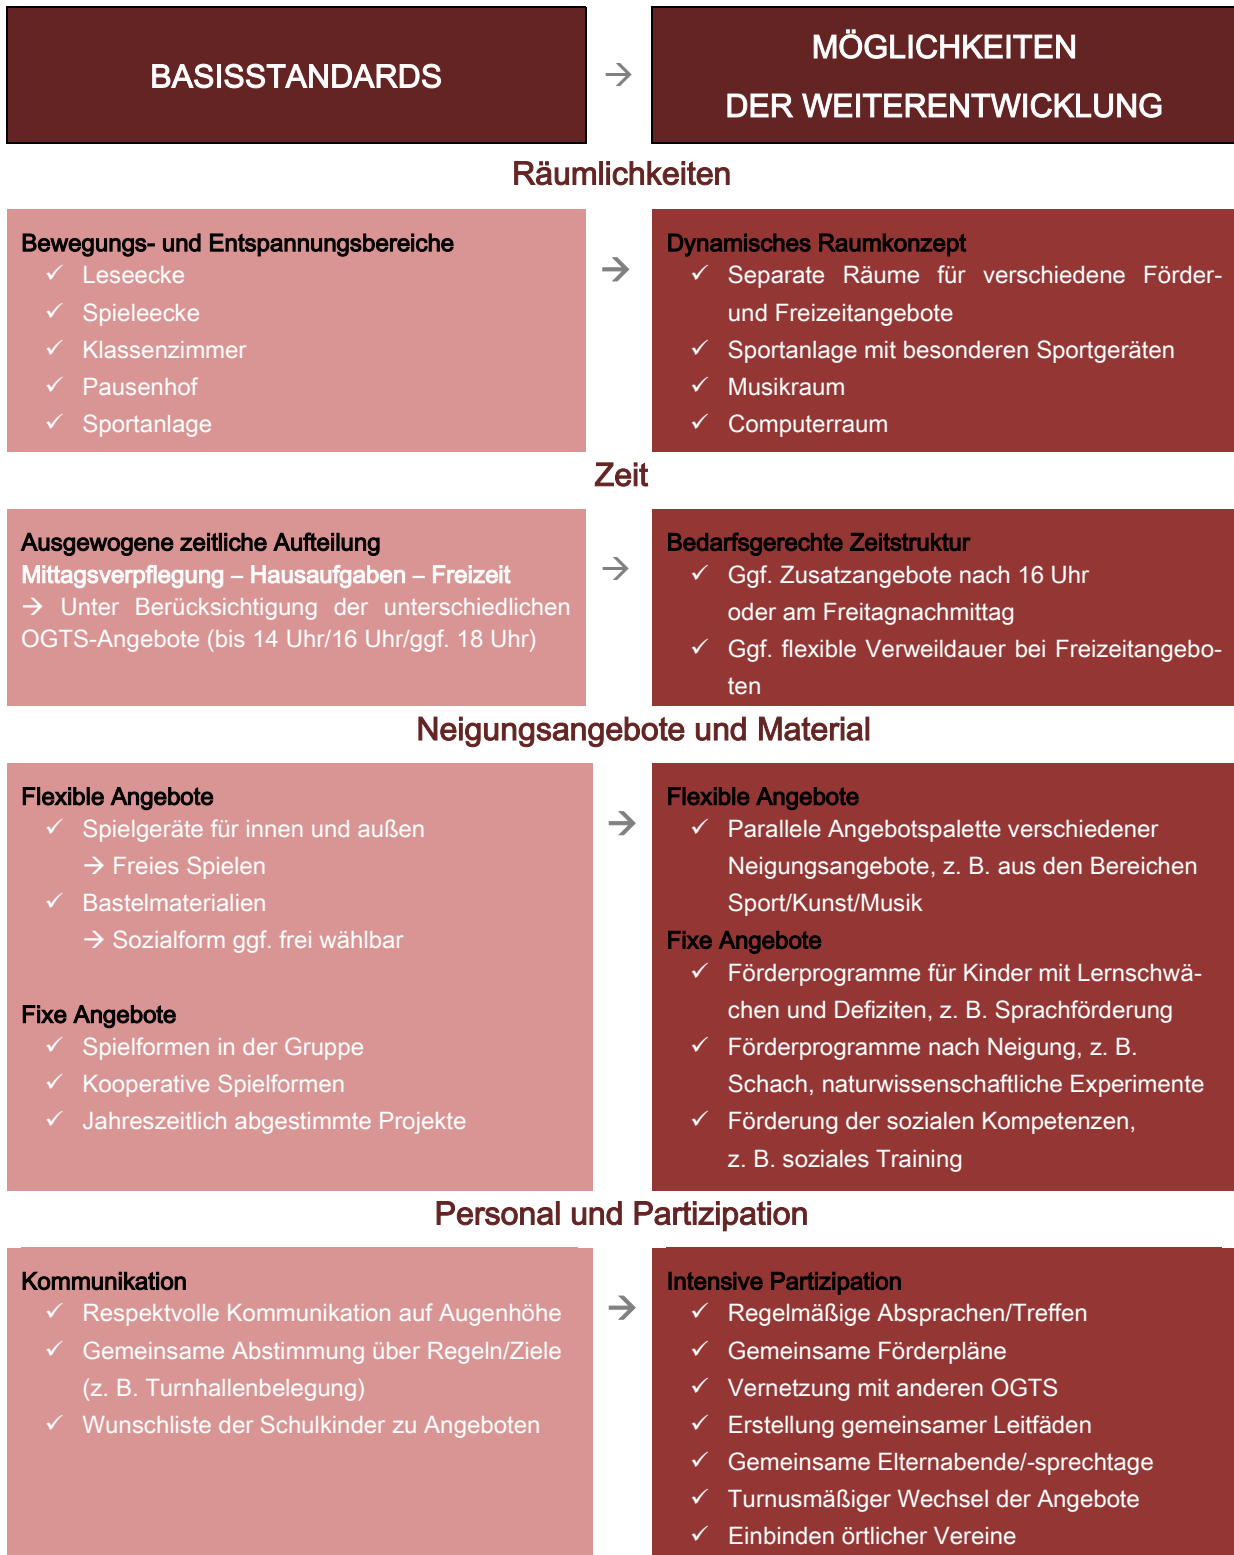 BASISSTANDARDS
→
MÖGLICHKEITEN
DER WEITERENTWICKLUNG
Räumlichkeiten
Bewegungs- und Entspannungsbereiche
✓ Leseecke
✓ Spieleecke
✓ Klassenzimmer
✓ Pausenhof
✓ Sportanlage
→
Dynamisches Raumkonzept
✓ Separate Räume für verschiedene Förder-
und Freizeitangebote
✓ Sportanlage mit besonderen Sportgeräten
✓ Musikraum
✓ Computerraum
Zeit
Ausgewogene zeitliche Aufteilung
Mittagsverpflegung – Hausaufgaben – Freizeit
→ Unter Berücksichtigung der unterschiedlichen
OGTS-Angebote (bis 14 Uhr/16 Uhr/ggf. 18 Uhr)
→
Bedarfsgerechte Zeitstruktur
✓ Ggf. Zusatzangebote nach 16 Uhr
oder am Freitagnachmittag
✓ Ggf. flexible Verweildauer bei Freizeitangebo-
ten
Neigungsangebote und Material
Flexible Angebote
✓ Spielgeräte für innen und außen
→ Freies Spielen
✓ Bastelmaterialien
→ Sozialform ggf. frei wählbar
Fixe Angebote
✓ Spielformen in der Gruppe
✓ Kooperative Spielformen
✓ Jahreszeitlich abgestimmte Projekte
→
Flexible Angebote
✓ Parallele Angebotspalette verschiedener
Neigungsangebote, z. B. aus den Bereichen
Sport/Kunst/Musik
Fixe Angebote
✓ Förderprogramme für Kinder mit Lernschwä-
chen und Defiziten, z. B. Sprachförderung
✓ Förderprogramme nach Neigung, z. B.
Schach, naturwissenschaftliche Experimente
✓ Förderung der sozialen Kompetenzen,
z. B. soziales Training
Personal und Partizipation
Kommunikation
✓ Respektvolle Kommunikation auf Augenhöhe
✓ Gemeinsame Abstimmung über Regeln/Ziele
(z. B. Turnhallenbelegung)
✓ Wunschliste der Schulkinder zu Angeboten
→
Intensive Partizipation
✓ Regelmäßige Absprachen/Treffen
✓ Gemeinsame Förderpläne
✓ Vernetzung mit anderen OGTS
✓ Erstellung gemeinsamer Leitfäden
✓ Gemeinsame Elternabende/-sprechtage
✓ Turnusmäßiger Wechsel der Angebote
✓ Einbinden örtlicher Vereine